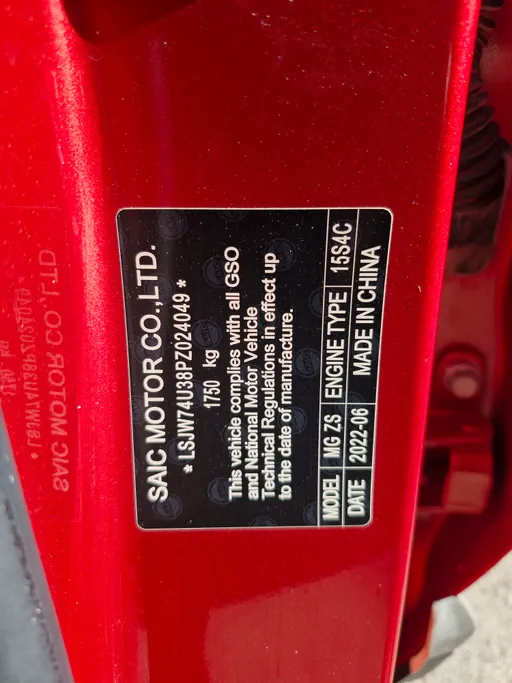 SAIC MOTOR CO.,LTD.
* LSJW74U38PZ024049 *
1750 kg
This vehicle complies with all GSO
and National Motor Vehicle
Technical Regulations in effect up
to the date of manufacture.
MODEL MG ZS ENGINE TYPE 15S4C
DATE 2022-06 MADE IN CHINA